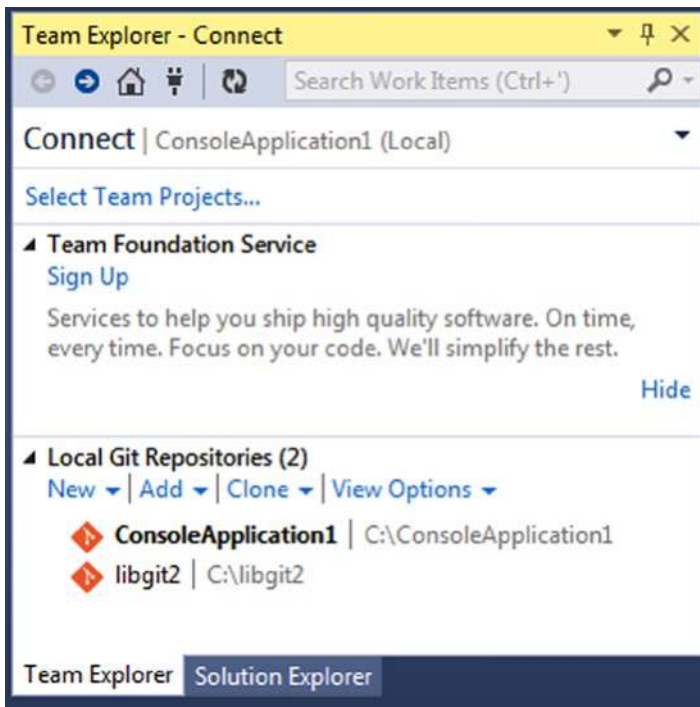 Team Explorer - Connect
Search Work Items (Ctrl+')
Connect | ConsoleApplication1 (Local)
Select Team Projects...
Team Foundation Service
Sign Up
Services to help you ship high quality software. On time,
every time. Focus on your code. We'll simplify the rest.
Hide
Local Git Repositories (2)
New | Add | Clone | View Options
ConsoleApplication1 | C:\ConsoleApplication1
libgit2 | C:\libgit2
Team Explorer Solution Explorer